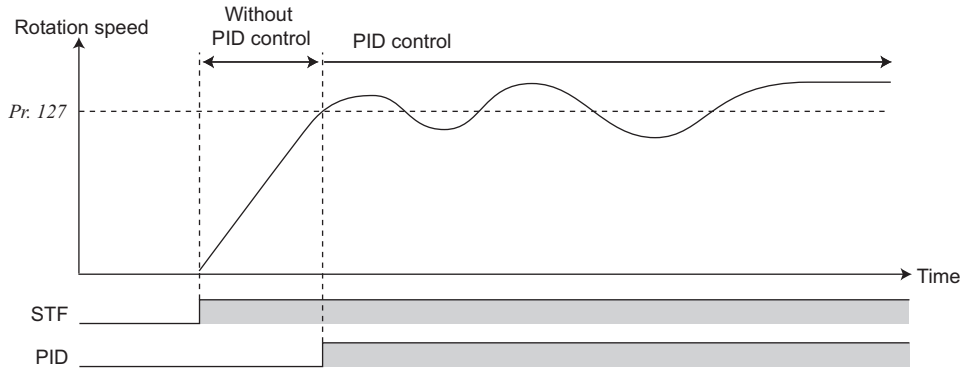 Rotation speed
Without
PID control
PID control
Pr. 127
Time
STF
PID